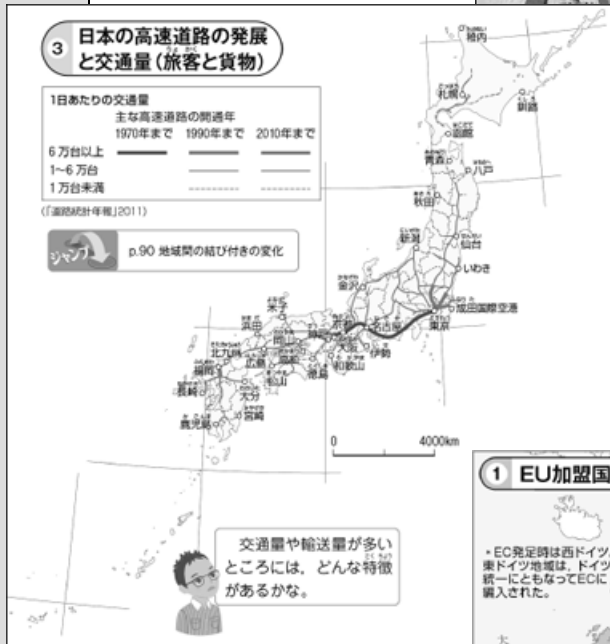 3 日本の高速道路の発展
と交通量(旅客と貨物)
1日あたりの交通量
主な高速道路の開通年
1970年まで 1990年まで 2010年まで
6万台以上
1~6万台
1万台未満
(「道路統計年報」2011)
ジャンプ p.90 地域間の結び付きの変化
稚内
札幌
釧路
函館
青森
八戸
秋田
新潟
仙台
いわき
金沢
成田国際空港
東京
米子
浜田
岡山
神戸
京都
名古屋
大阪
伊勢
和歌山
北九州
福岡
広島
高松
徳島
松山
長崎
大分
宮崎
鹿児島
0 4000km
交通量や輸送量が多い
ところには,どんな特徴
があるかな。
1 EU加盟国
・EC発足時は西ドイツ。
東ドイツ地域は,ドイツ
統一にともなってECに
編入された。